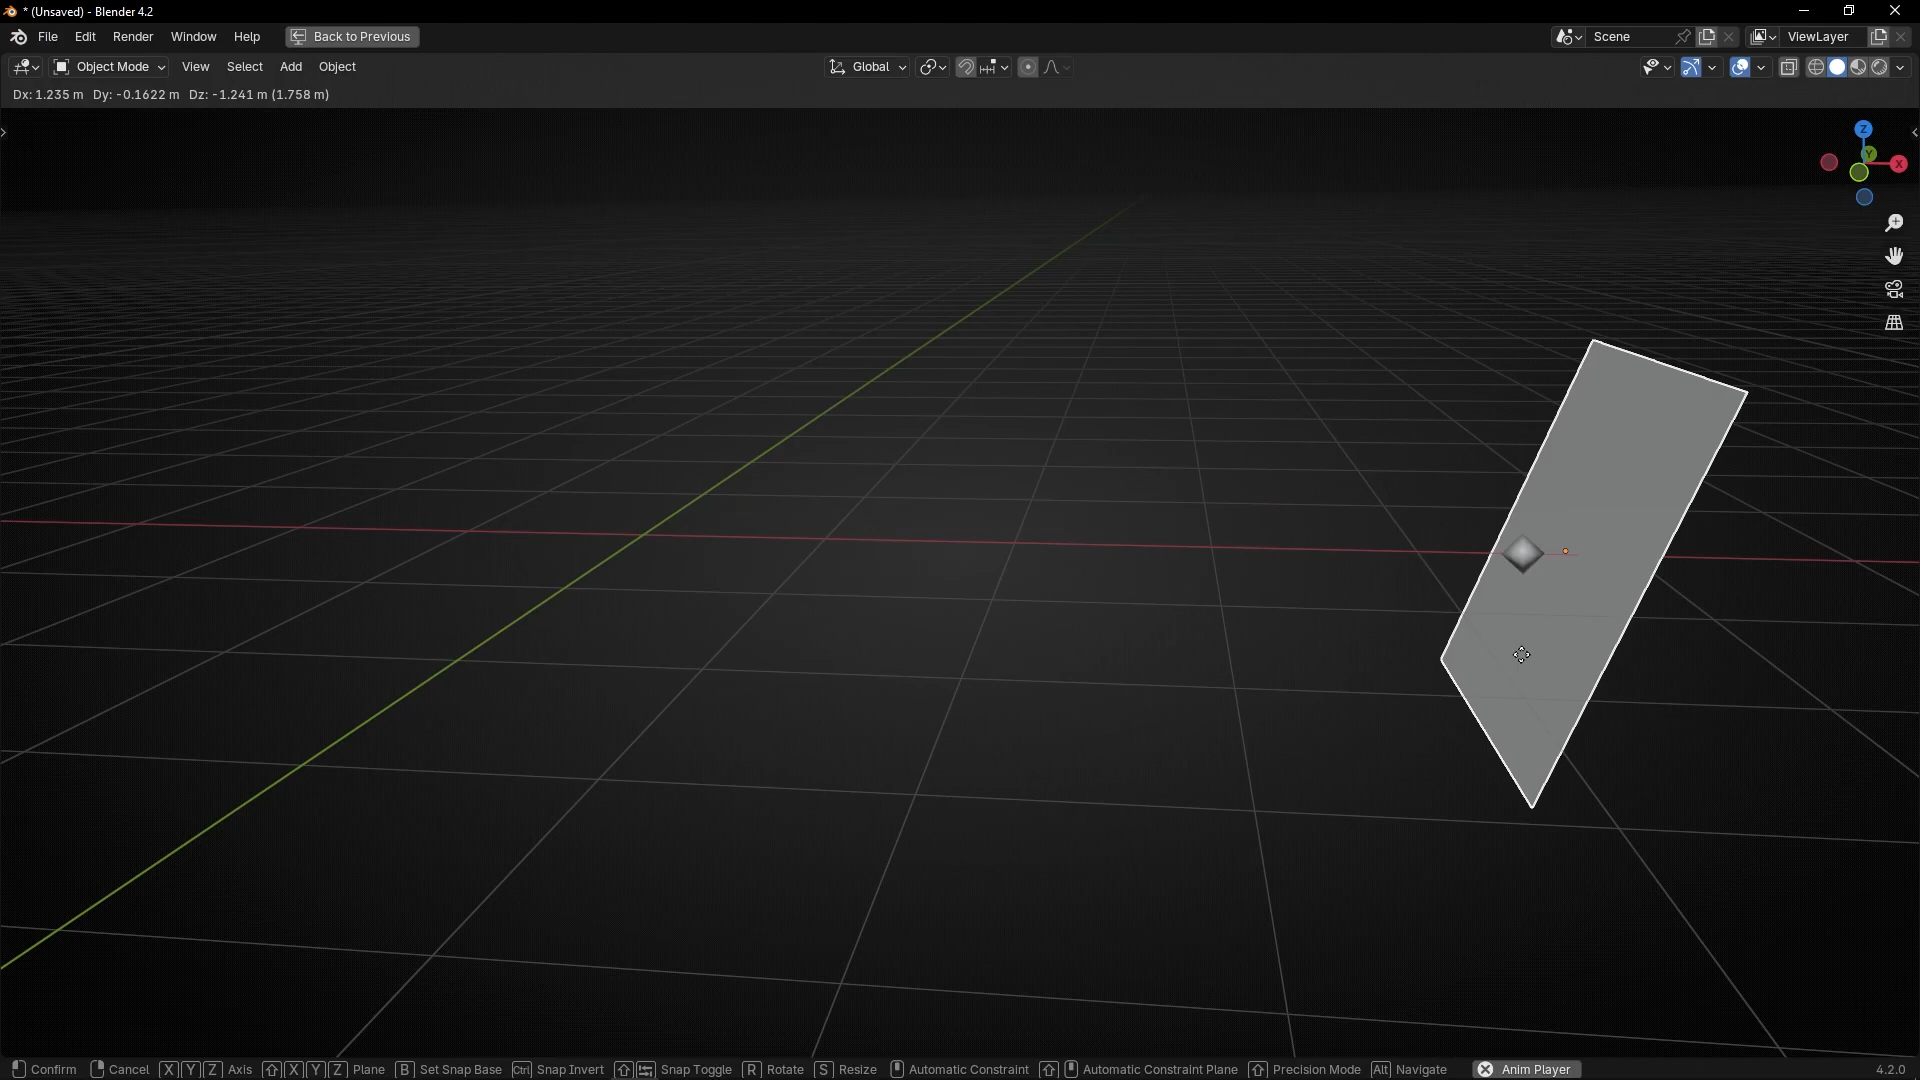 * (Unsaved) - Blender 4.2
File Edit Render Window Help Back to Previous Scene ViewLayer
Object Mode View Select Add Object Global
Dx: 1.235 m Dy: -0.1622 m Dz: -1.241 m (1.758 m)
Z
Y
X
Confirm Cancel X Y Z Axis X Y Z Plane B Set Snap Base Ctrl Snap Invert Snap Toggle R Rotate S Resize Automatic Constraint Automatic Constraint Plane Precision Mode Alt Navigate Anim Player 4.2.0